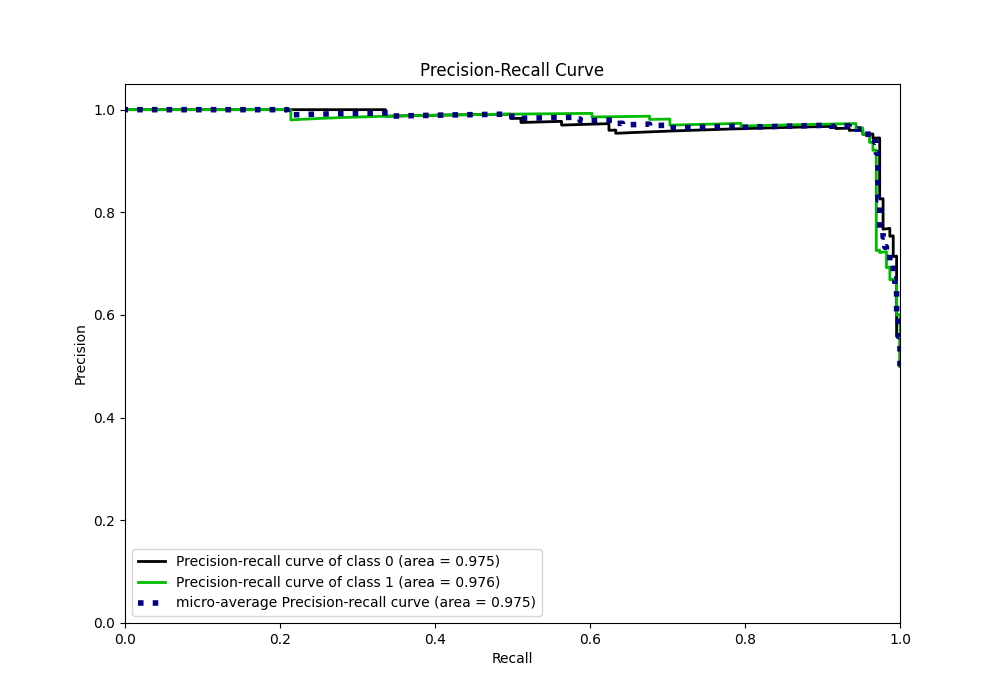 Precision-Recall Curve
1.0
0.8
0.6
0.4
0.2
0.0
Precision
Precision-recall curve of class 0 (area = 0.975)
Precision-recall curve of class 1 (area = 0.976)
micro-average Precision-recall curve (area = 0.975)
0.0 0.2 0.4 0.6 0.8 1.0
Recall